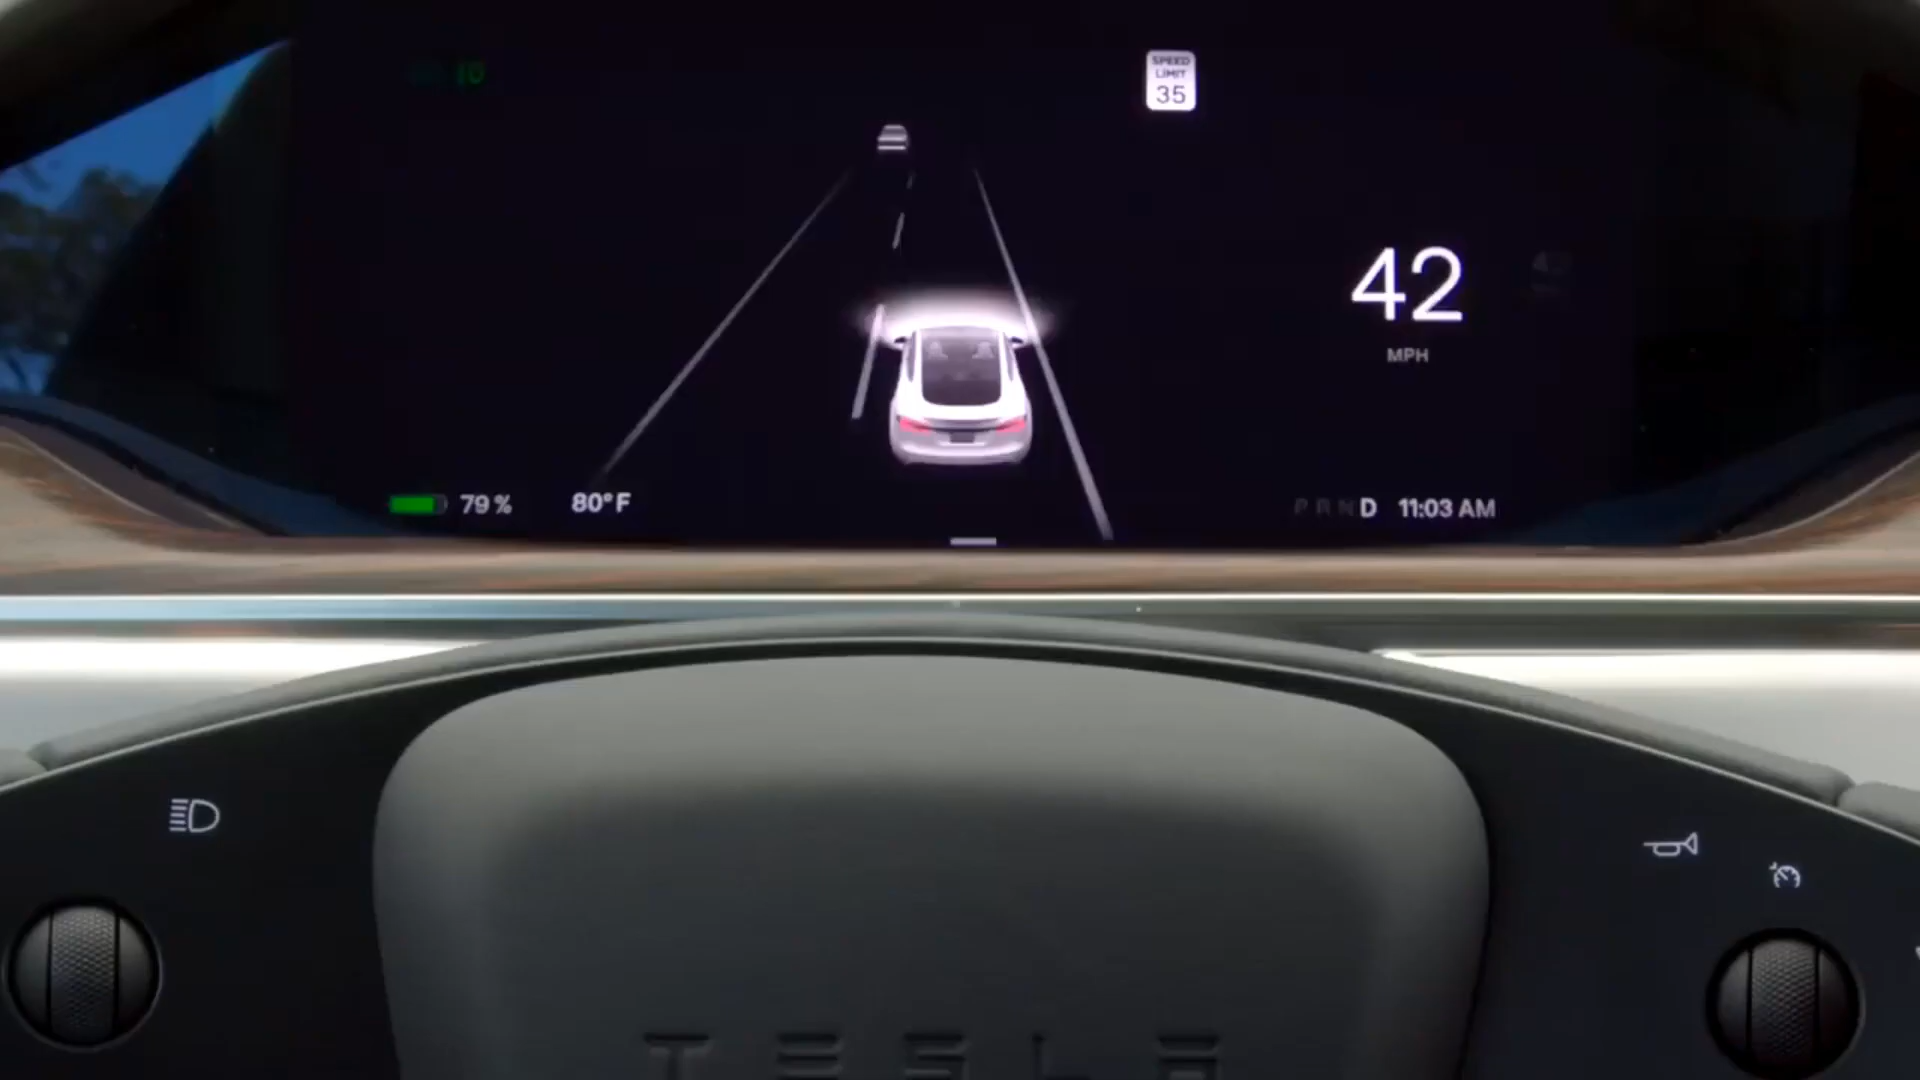 SPEED
LIMIT
35
42
MPH
79 %
80°F
P R N D
11:03 AM
TESLA